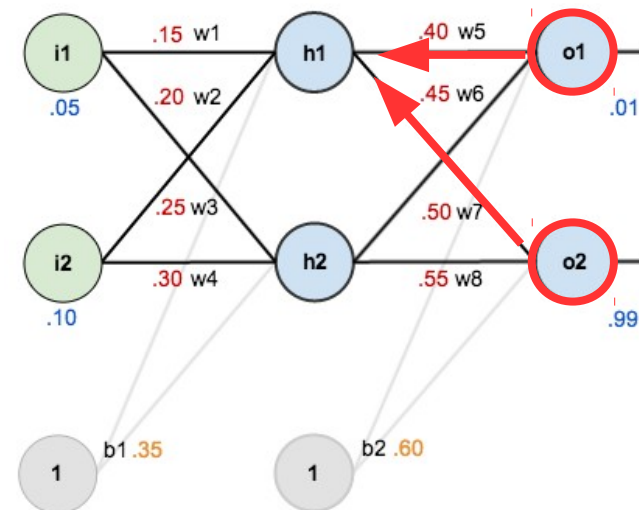 i1
.15 w1
h1
.40 w5
o1
.05
.20 w2
.45 w6
.01
.25 w3
.50 w7
i2
.30 w4
h2
.55 w8
o2
.10
.99
1
b1 .35
1
b2 .60